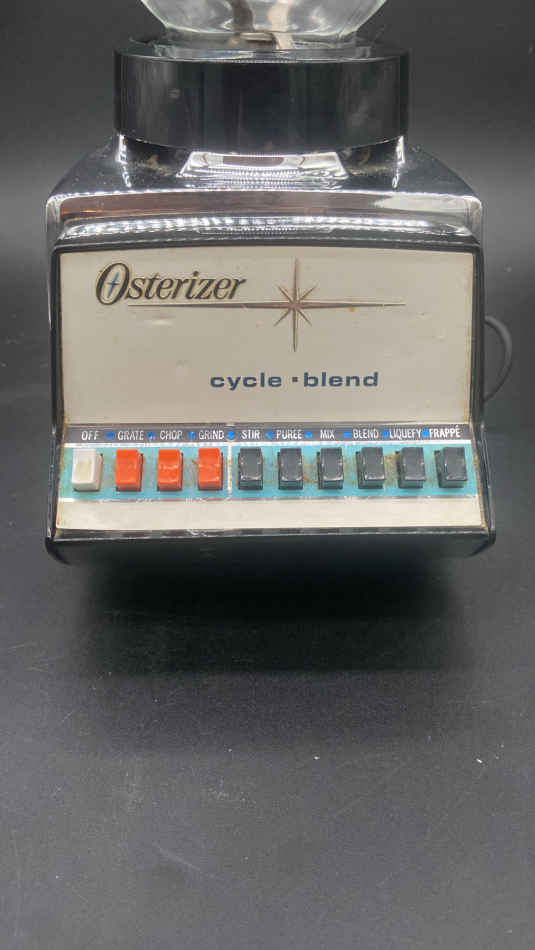 Osterizer
cycle · blend
OFF GRATE CHOP GRIND STIR PUREE MIX BLEND LIQUEFY FRAPPÉ